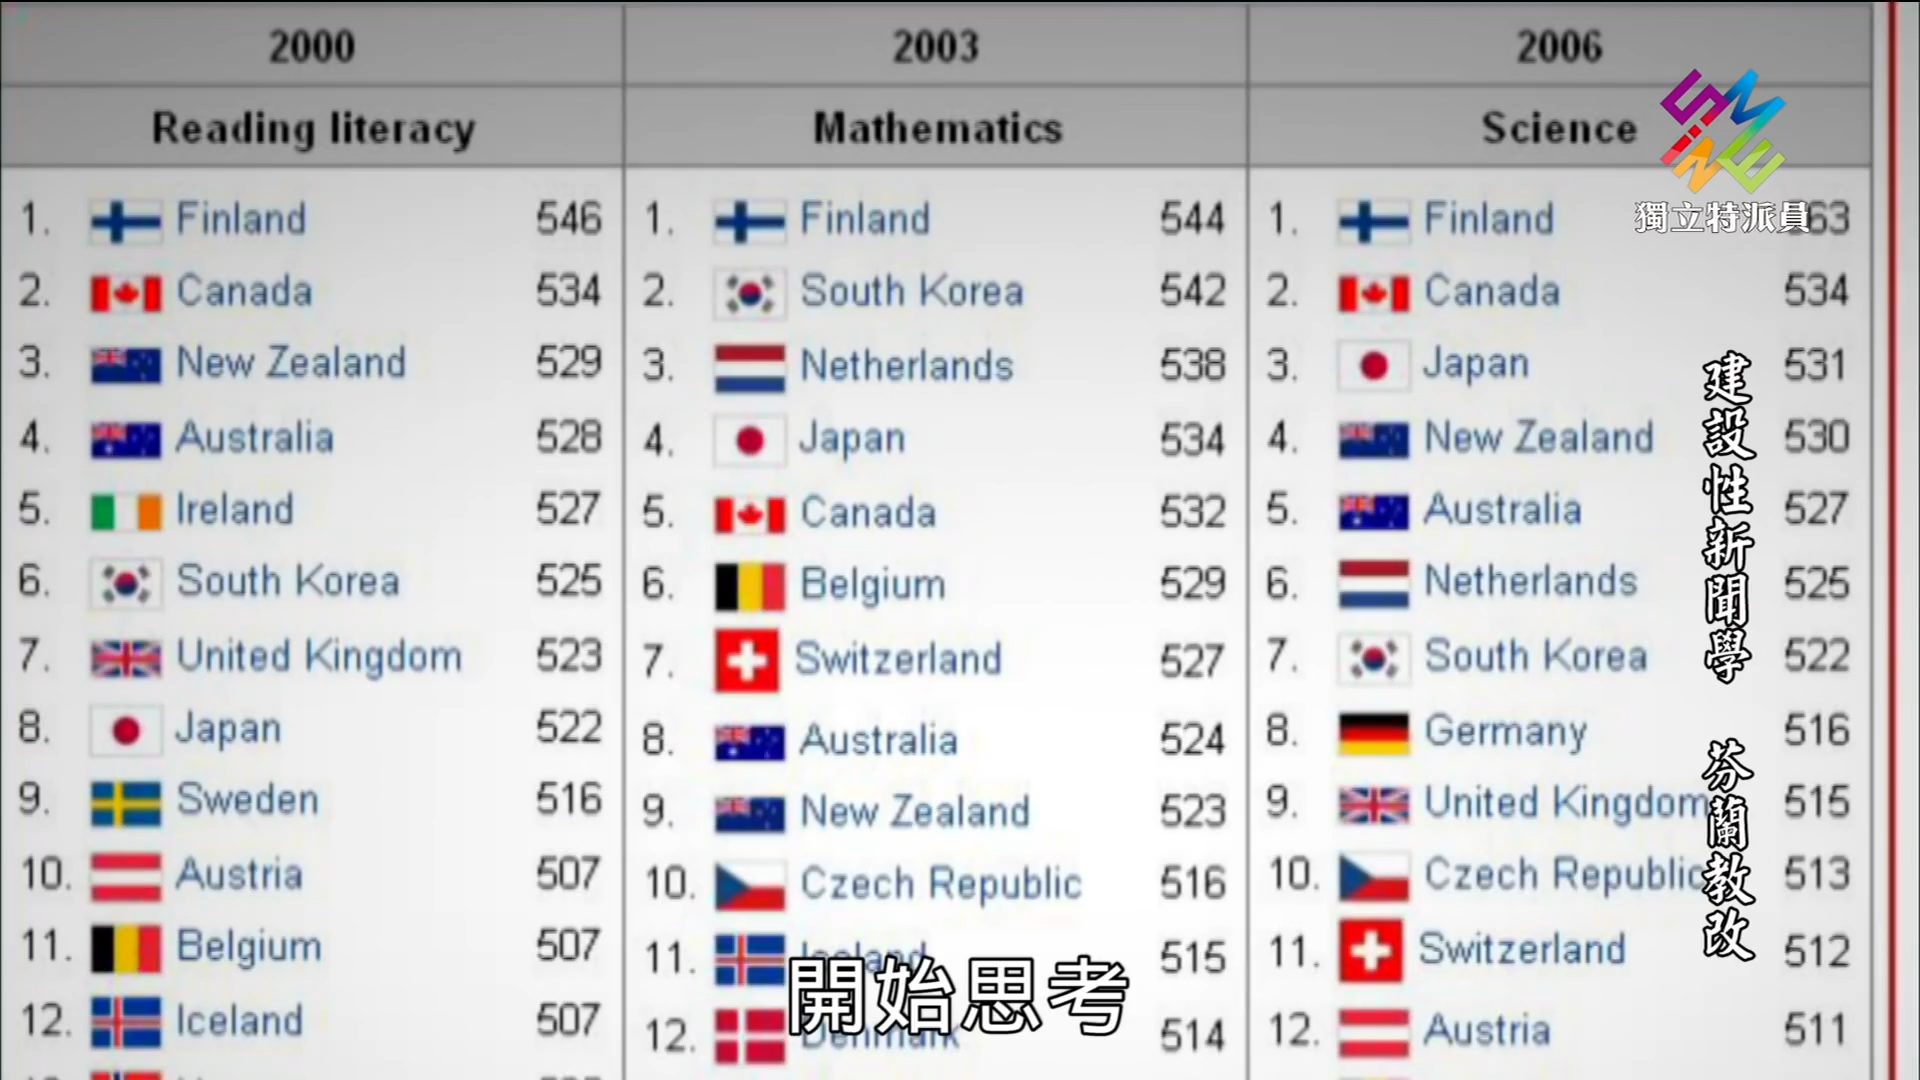 2000
2003
2006
Reading literacy
Mathematics
Science
獨立特派員
1. Finland 546
2. Canada 534
3. New Zealand 529
4. Australia 528
5. Ireland 527
6. South Korea 525
7. United Kingdom 523
8. Japan 522
9. Sweden 516
10. Austria 507
11. Belgium 507
12. Iceland 507
1. Finland 544
2. South Korea 542
3. Netherlands 538
4. Japan 534
5. Canada 532
6. Belgium 529
7. Switzerland 527
8. Australia 524
9. New Zealand 523
10. Czech Republic 516
11. Iceland 515
12. Denmark 514
1. Finland 63
2. Canada 534
3. Japan 531
4. New Zealand 530
5. Australia 527
6. Netherlands 525
7. South Korea 522
8. Germany 516
9. United Kingdom 515
10. Czech Republic 513
11. Switzerland 512
12. Austria 511
建設性新聞學 芬蘭教改
開始思考